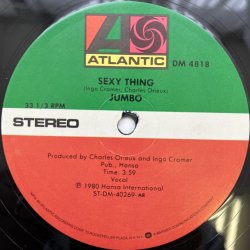 ATLANTIC
DM 4818
SEXY THING
(Ingo Cramer, Charles Orieux)
JUMBO
33 1/3 RPM
STEREO
Produced by Charles Orieux and Ingo Cramer
Pub., Hansa
Time: 3:59
Vocal
℗ 1980 Hansa International
ST-DM-40269-AR